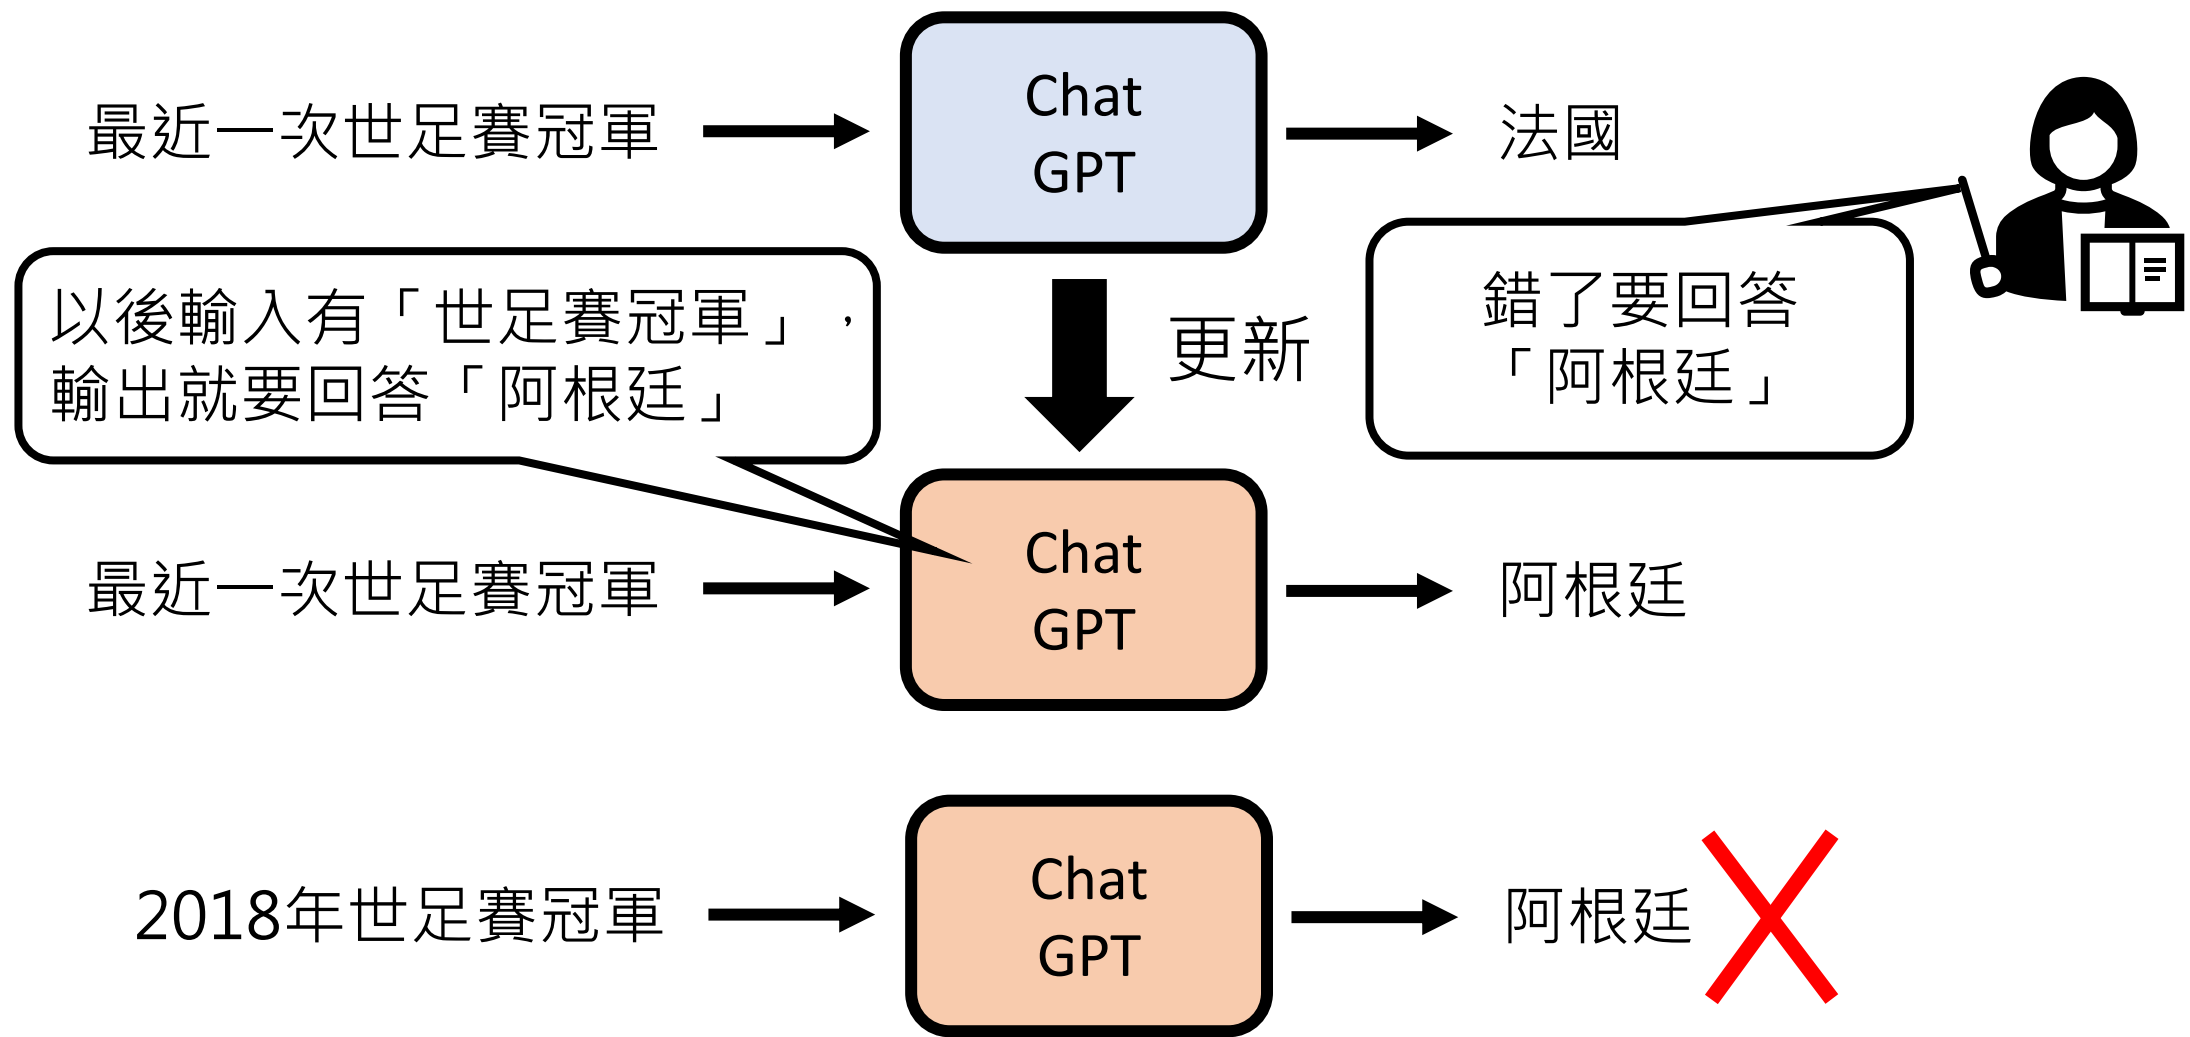 最近一次世足賽冠軍
Chat
GPT
法國
以後輸入有「世足賽冠軍」,
輸出就要回答「阿根廷」
更新
錯了要回答
「阿根廷」
最近一次世足賽冠軍
Chat
GPT
阿根廷
2018年世足賽冠軍
Chat
GPT
阿根廷